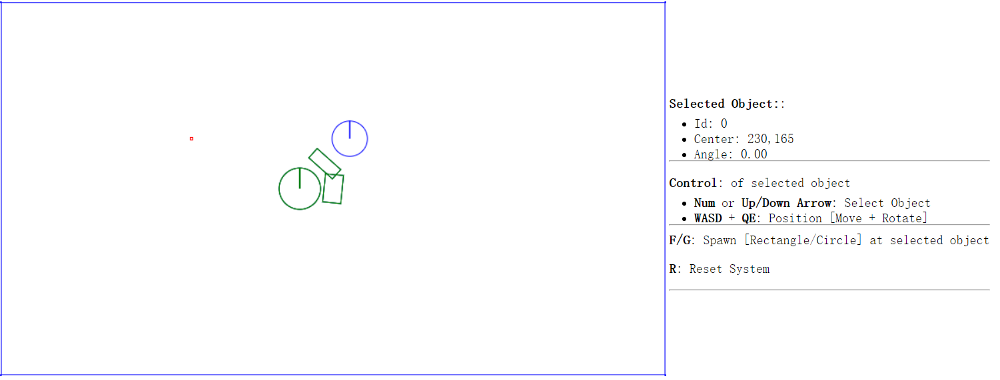 Selected Object::
• Id: 0
• Center: 230,165
• Angle: 0.00
Control: of selected object
• Num or Up/Down Arrow: Select Object
• WASD + QE: Position [Move + Rotate]
F/G: Spawn [Rectangle/Circle] at selected object
R: Reset System